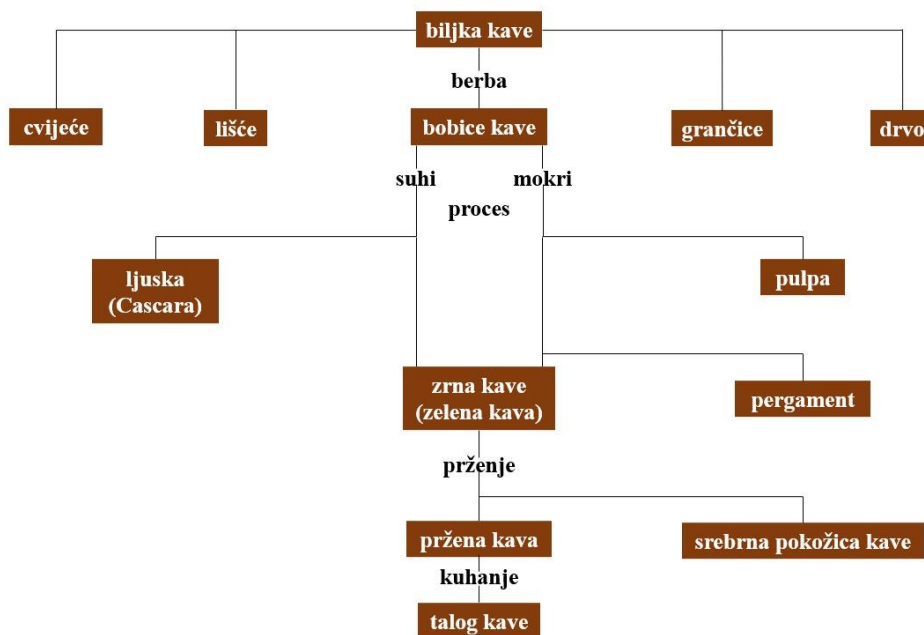 biljka kave
berba
cvijeće
lišće
bobice kave
grančice
drvo
suhi
mokri
proces
ljuska
(Cascara)
pulpa
zrna kave
(zelena kava)
pergament
prženje
pržena kava
srebrna pokožica kave
kuhanje
talog kave